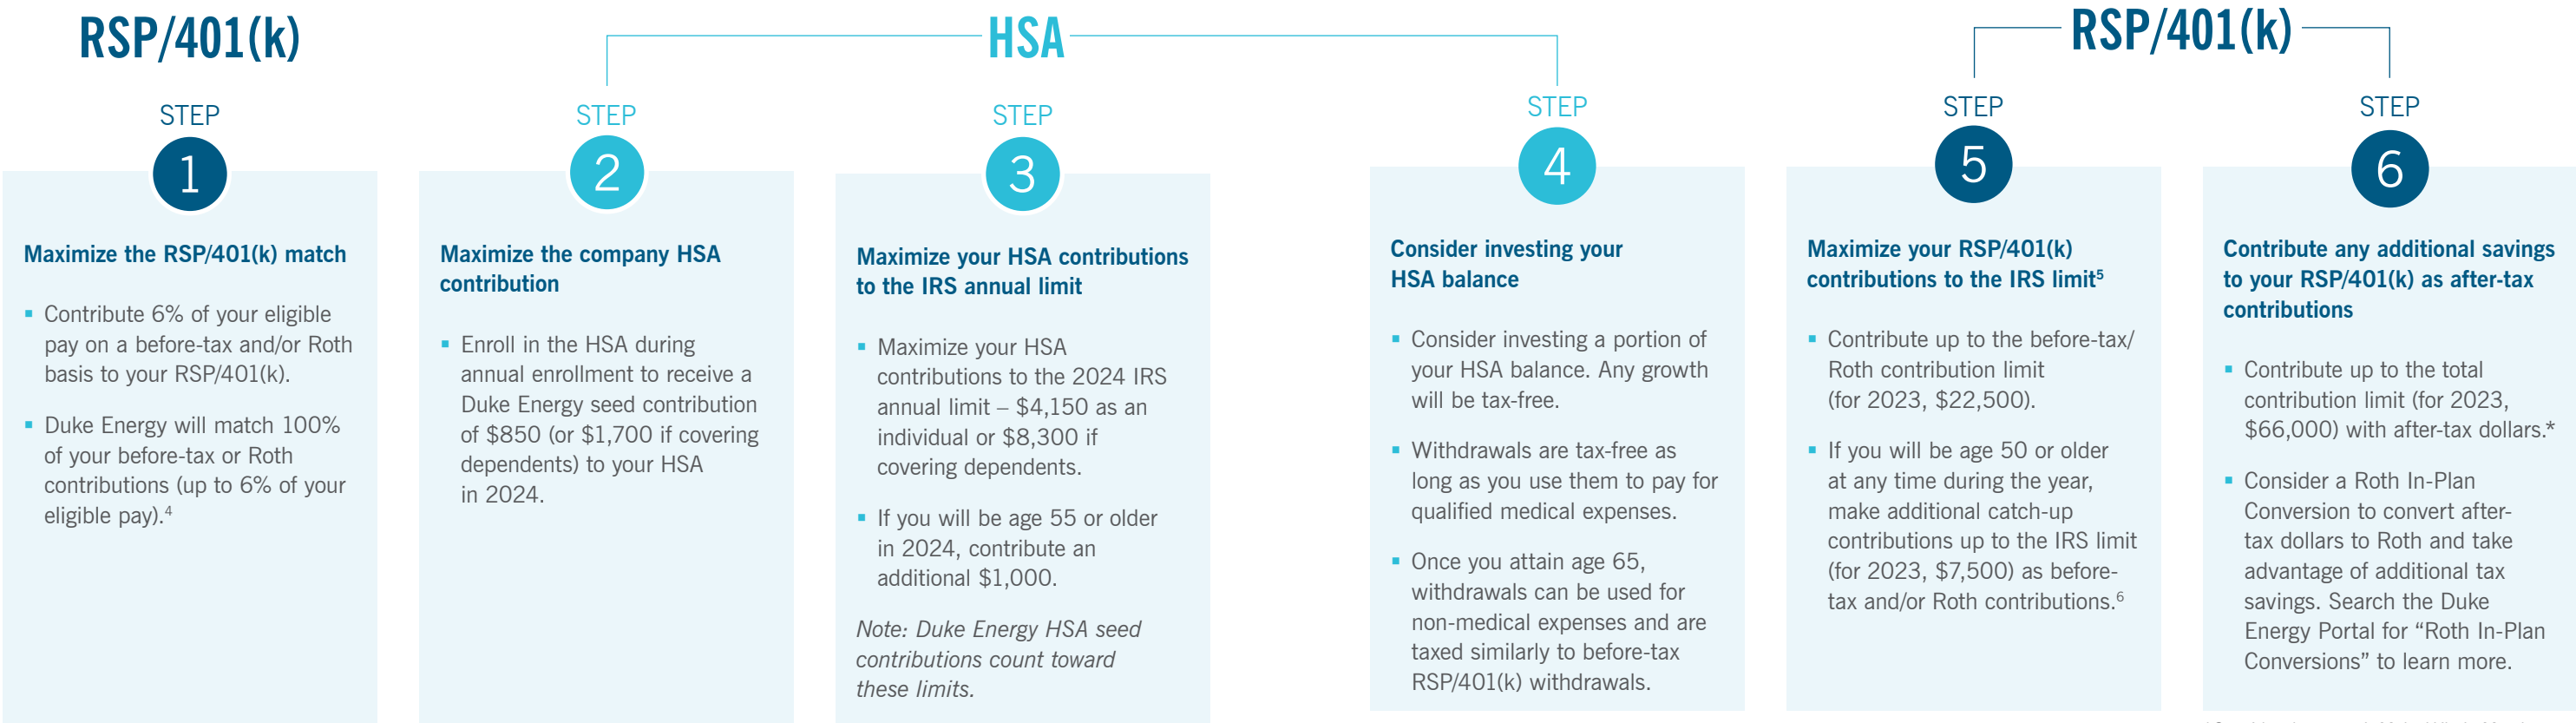 RSP/401(k)
HSA
RSP/401(k)
STEP
1
Maximize the RSP/401(k) match
▪ Contribute 6% of your eligible
pay on a before-tax and/or Roth
basis to your RSP/401(k).
▪ Duke Energy will match 100%
of your before-tax or Roth
contributions (up to 6% of your
eligible pay).4
STEP
2
Maximize the company HSA
contribution
▪ Enroll in the HSA during
annual enrollment to receive a
Duke Energy seed contribution
of $850 (or $1,700 if covering
dependents) to your HSA
in 2024.
STEP
3
Maximize your HSA contributions
to the IRS annual limit
▪ Maximize your HSA
contributions to the 2024 IRS
annual limit – $4,150 as an
individual or $8,300 if
covering dependents.
▪ If you will be age 55 or older
in 2024, contribute an
additional $1,000.
Note: Duke Energy HSA seed
contributions count toward
these limits.
STEP
4
Consider investing your
HSA balance
▪ Consider investing a portion of
your HSA balance. Any growth
will be tax-free.
▪ Withdrawals are tax-free as
long as you use them to pay for
qualified medical expenses.
▪ Once you attain age 65,
withdrawals can be used for
non-medical expenses and are
taxed similarly to before-tax
RSP/401(k) withdrawals.
STEP
5
Maximize your RSP/401(k)
contributions to the IRS limit5
▪ Contribute up to the before-tax/
Roth contribution limit
(for 2023, $22,500).
▪ If you will be age 50 or older
at any time during the year,
make additional catch-up
contributions up to the IRS limit
(for 2023, $7,500) as before-
tax and/or Roth contributions.6
STEP
6
Contribute any additional savings
to your RSP/401(k) as after-tax
contributions
▪ Contribute up to the total
contribution limit (for 2023,
$66,000) with after-tax dollars.*
▪ Consider a Roth In-Plan
Conversion to convert after-
tax dollars to Roth and take
advantage of additional tax
savings. Search the Duke
Energy Portal for “Roth In-Plan
Conversions” to learn more.